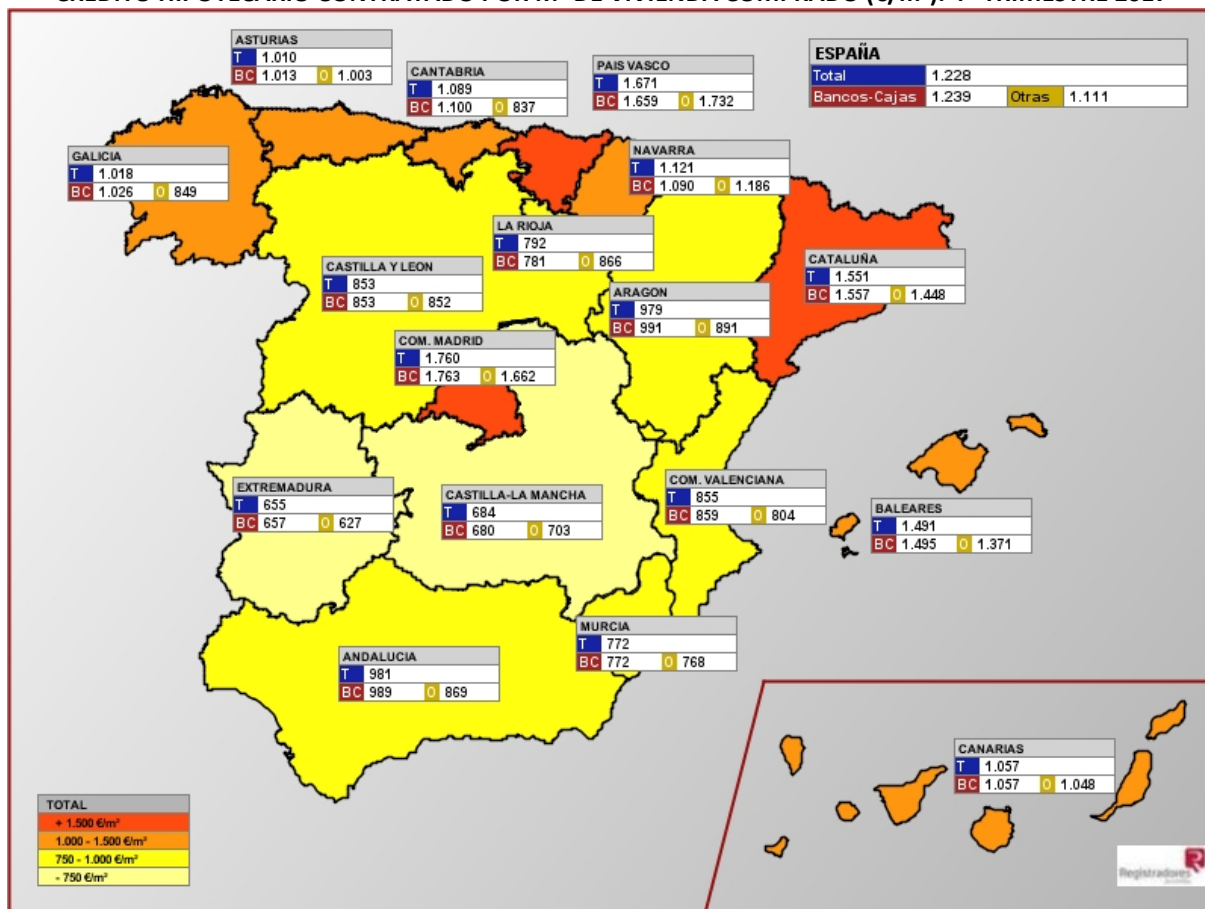 ASTURIAS
T 1.010
BC 1.013 O 1.003
CANTABRIA
T 1.089
BC 1.100 O 837
PAIS VASCO
T 1.671
BC 1.659 O 1.732
ESPAÑA
Total 1.228
Bancos-Cajas 1.239 Otras 1.111
GALICIA
T 1.018
BC 1.026 O 849
NAVARRA
T 1.121
BC 1.090 O 1.186
LA RIOJA
T 792
BC 781 O 866
CASTILLA Y LEON
T 853
BC 853 O 852
CATALUÑA
T 1.551
BC 1.557 O 1.448
ARAGON
T 979
BC 991 O 891
COM. MADRID
T 1.760
BC 1.763 O 1.662
EXTREMADURA
T 655
BC 657 O 627
CASTILLA-LA MANCHA
T 684
BC 680 O 703
COM. VALENCIANA
T 855
BC 859 O 804
BALEARES
T 1.491
BC 1.495 O 1.371
MURCIA
T 772
BC 772 O 768
ANDALUCIA
T 981
BC 989 O 869
CANARIAS
T 1.057
BC 1.057 O 1.048
TOTAL
+ 1.500 €/m²
1.000 - 1.500 €/m²
750 - 1.000 €/m²
- 750 €/m²
Registradores